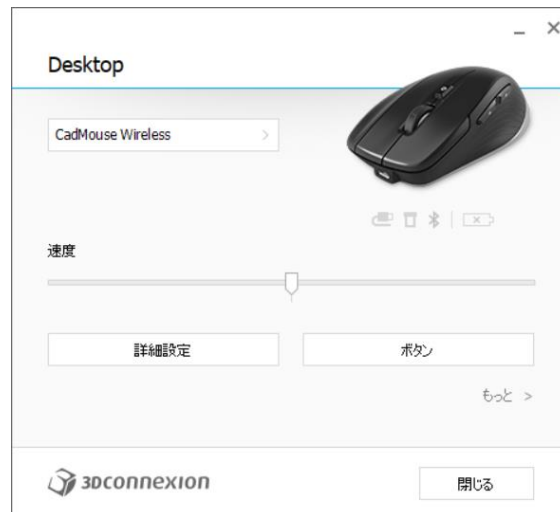 Desktop
CadMouse Wireless
速度
詳細設定
ボタン
もっと >
3Dconnexion
閉じる